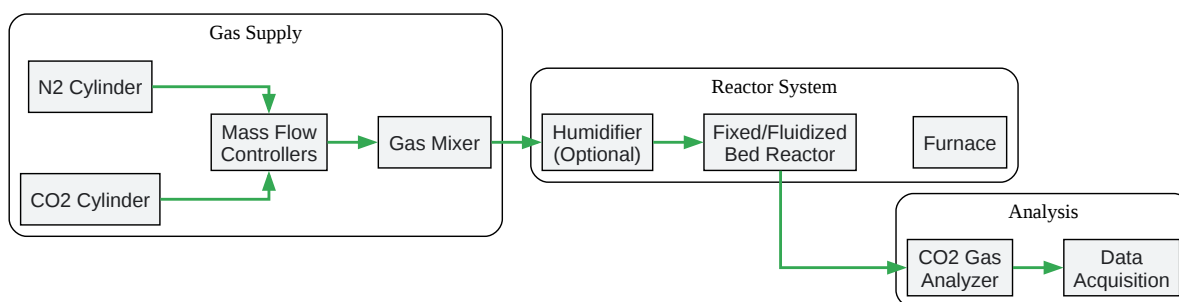 Gas Supply
N2 Cylinder
CO2 Cylinder
Mass Flow
Controllers
Gas Mixer
Reactor System
Humidifier
(Optional)
Fixed/Fluidized
Bed Reactor
Furnace
Analysis
CO2 Gas
Analyzer
Data
Acquisition